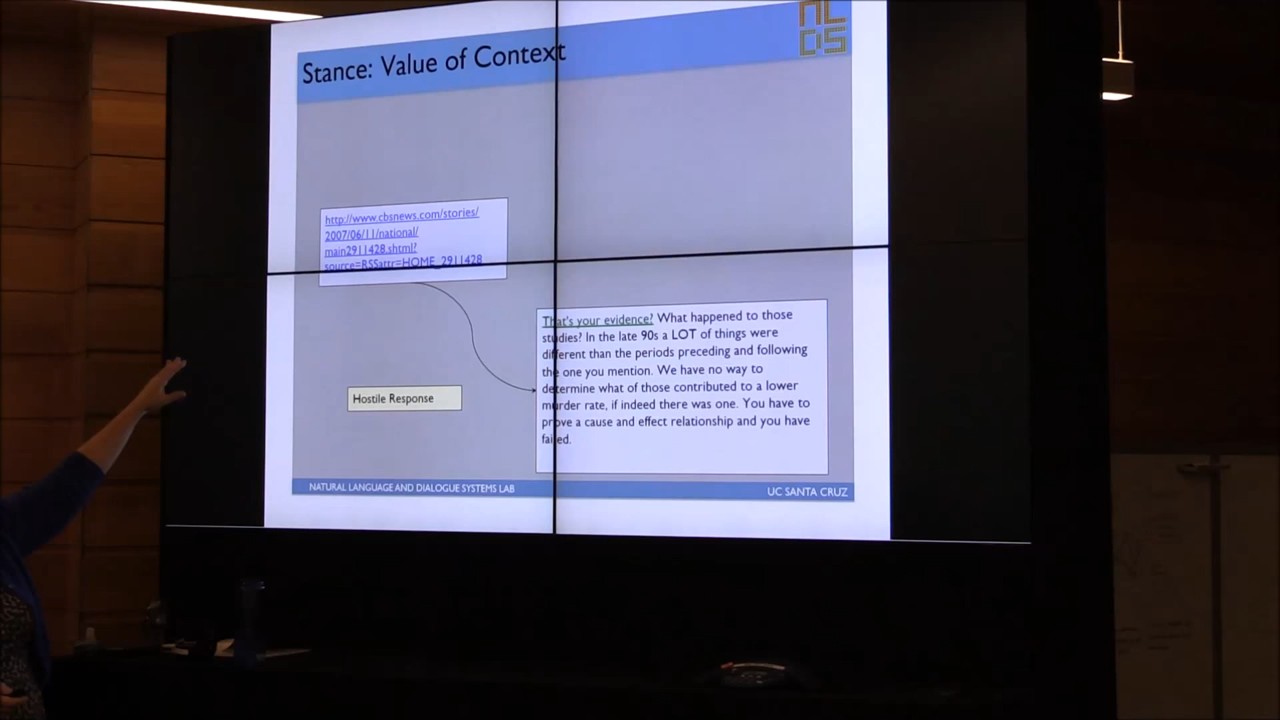 Stance: Value of Context
NLDS
http://www.cbsnews.com/stories/
2007/06/11/national/
main2911428.shtml?
source=RSSattr=HOME_2911428
That's your evidence? What happened to those
studies? In the late 90s a LOT of things were
different than the periods preceding and following
the one you mention. We have no way to
determine what of those contributed to a lower
murder rate, if indeed there was one. You have to
prove a cause and effect relationship and you have
failed.
Hostile Response
NATURAL LANGUAGE AND DIALOGUE SYSTEMS LAB
UC SANTA CRUZ